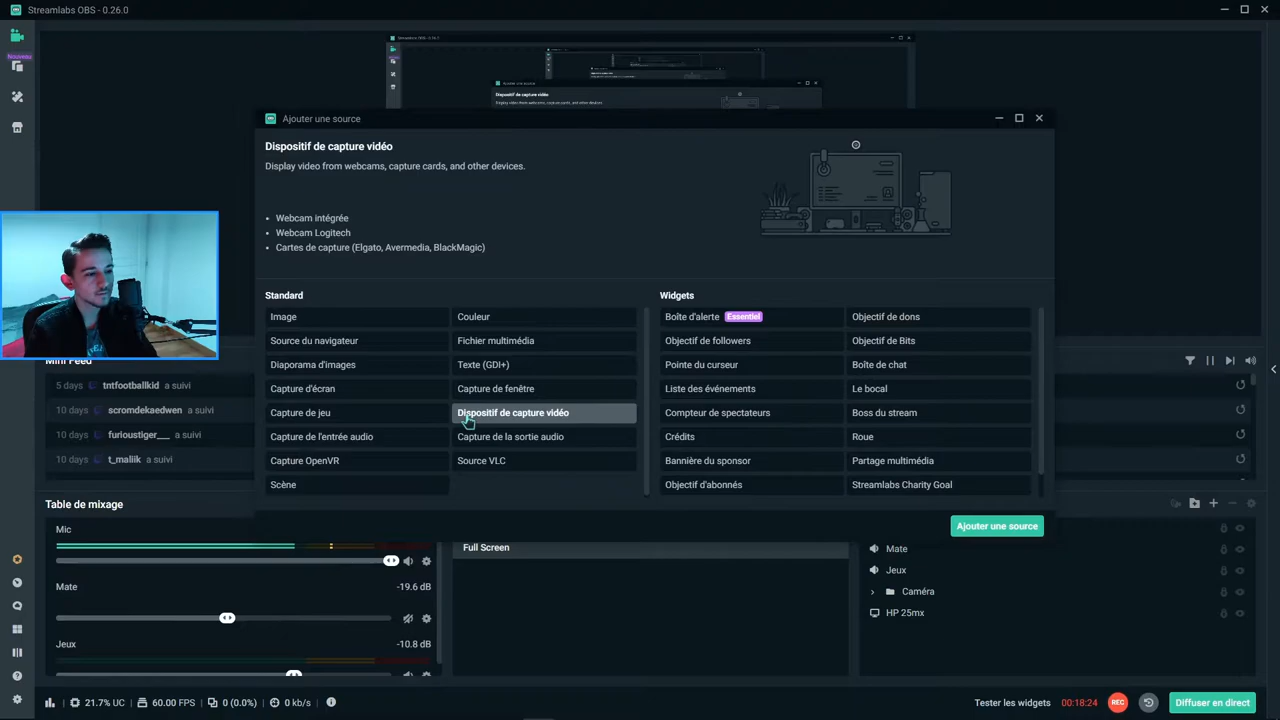 Streamlabs OBS - 0.26.0
Nouveau
Ajouter une source
Dispositif de capture vidéo
Display video from webcams, capture cards, and other devices.
Webcam intégrée
Webcam Logitech
Cartes de capture (Elgato, Avermedia, BlackMagic)
Standard
Image
Couleur
Source du navigateur
Fichier multimédia
Diaporama d'images
Texte (GDI+)
Capture d'écran
Capture de fenêtre
Capture de jeu
Dispositif de capture vidéo
Capture de l'entrée audio
Capture de la sortie audio
Capture OpenVR
Source VLC
Scène
Widgets
Boîte d'alerte Essentiel
Objectif de dons
Objectif de followers
Objectif de Bits
Pointe du curseur
Boîte de chat
Liste des événements
Le bocal
Compteur de spectateurs
Boss du stream
Crédits
Roue
Bannière du sponsor
Partage multimédia
Objectif d'abonnés
Streamlabs Charity Goal
Ajouter une source
Mini Feed
5 days tntfootballkid a suivi
10 days scromdekaedwen a suivi
10 days furioustiger___ a suivi
10 days t_maliik a suivi
Table de mixage
Mic
Mate
-19.6 dB
Jeux
-10.8 dB
Full Screen
Mate
Jeux
Caméra
HP 25mx
21.7% UC
60.00 FPS
0 (0.0%)
0 kb/s
Tester les widgets
00:18:24
REC
Diffuser en direct